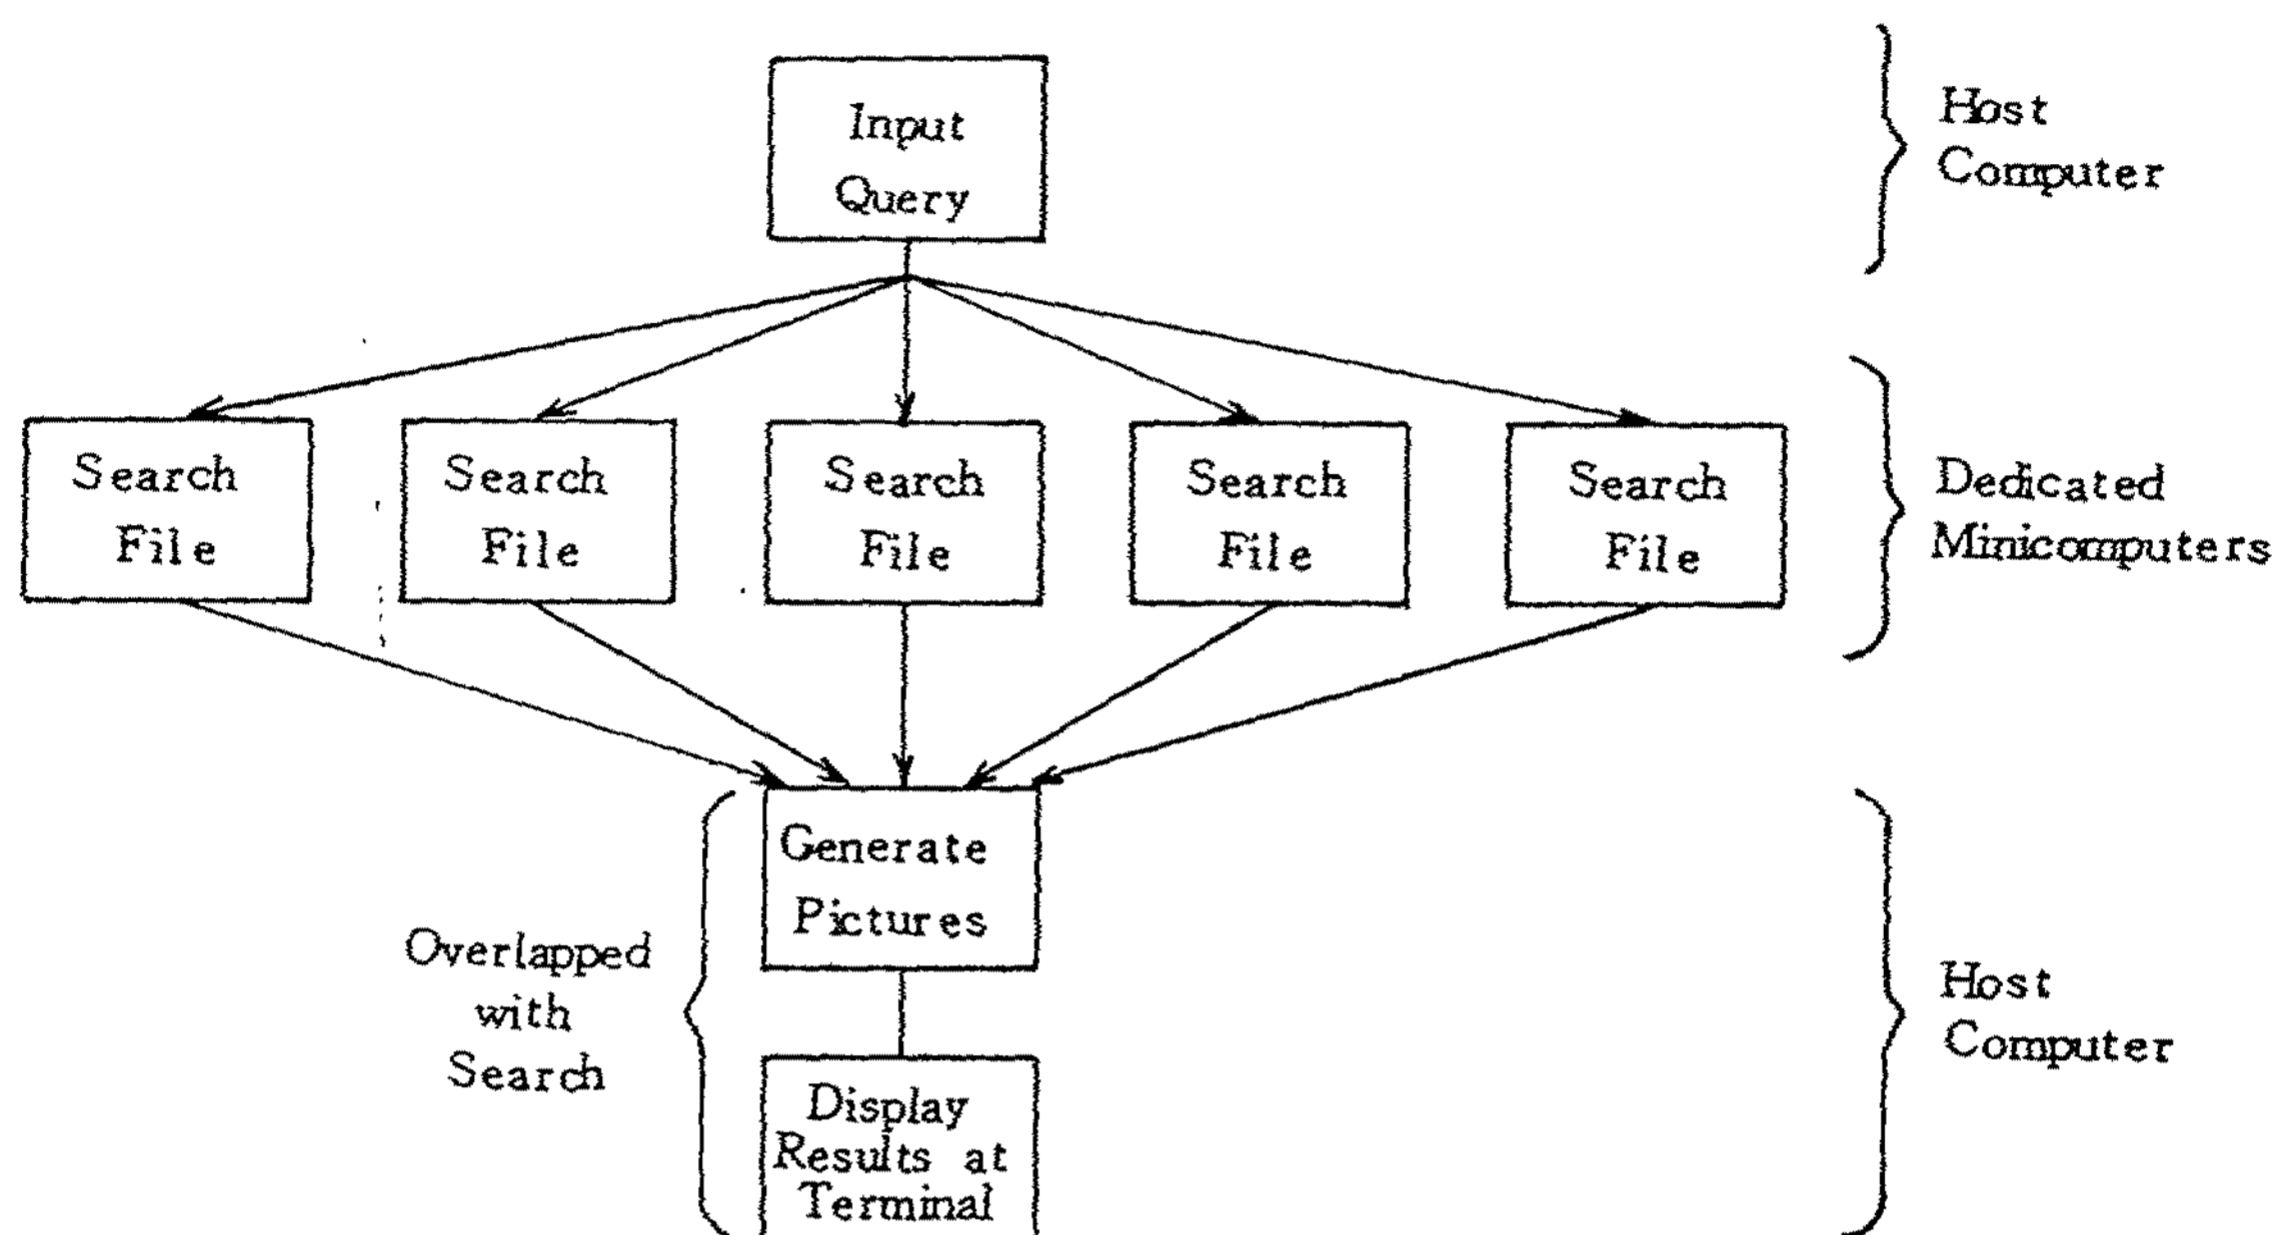 Input
Query
Host
Computer
Search
File
Search
File
Search
File
Search
File
Search
File
Dedicated
Minicomputers
Generate
Pictures
Overlapped
with
Search
Host
Computer
Display
Results at
Terminal